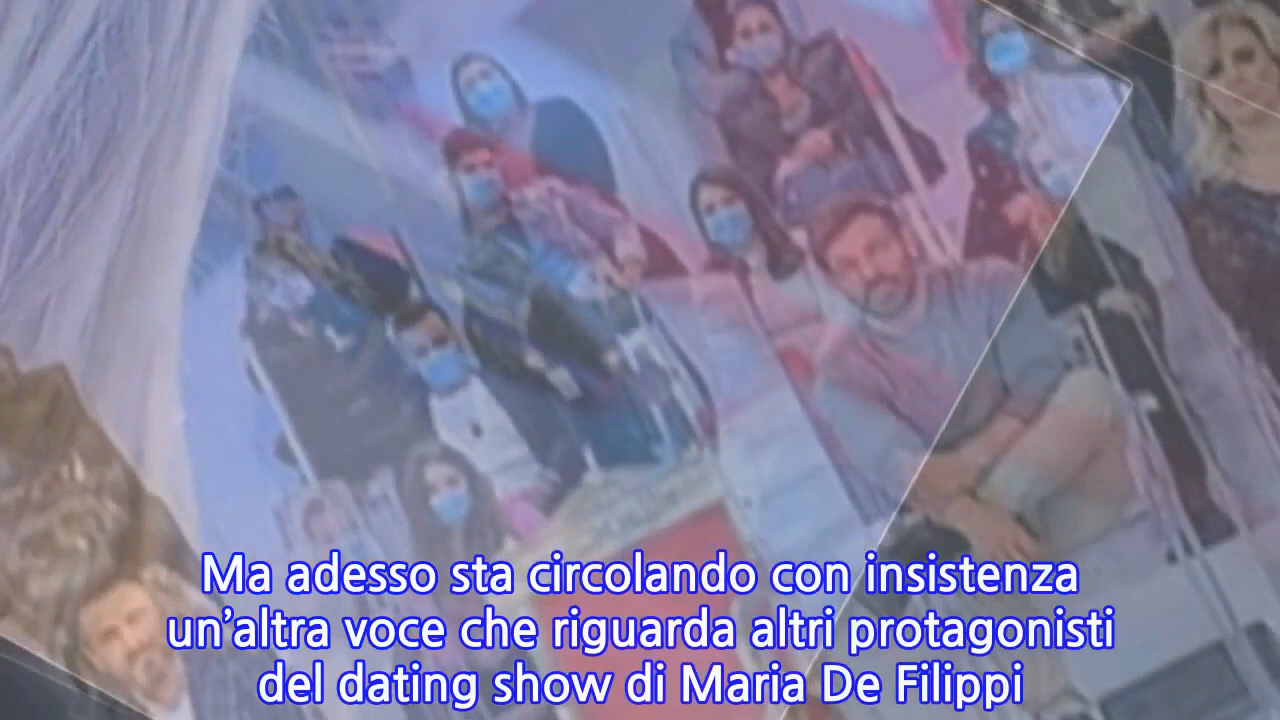 Ma adesso sta circolando con insistenza
un’altra voce che riguarda altri protagonisti
del dating show di Maria De Filippi